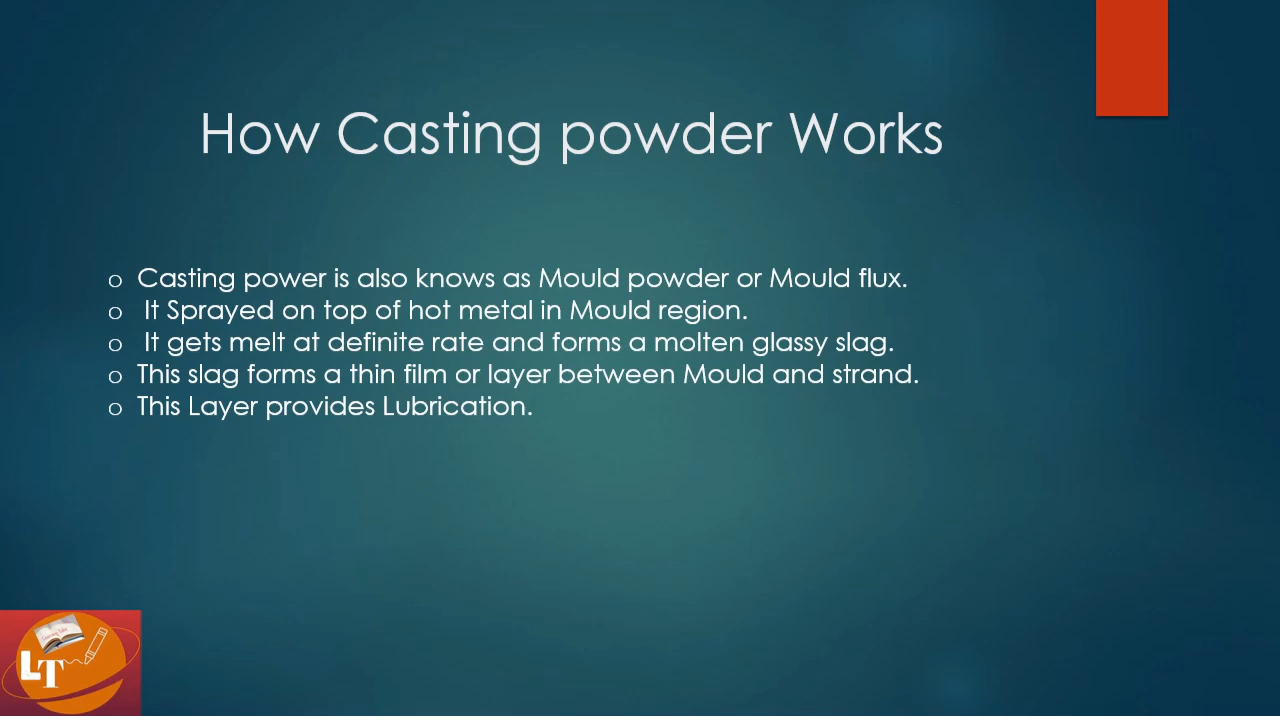 How Casting powder Works
o Casting power is also knows as Mould powder or Mould flux.
o It Sprayed on top of hot metal in Mould region.
o It gets melt at definite rate and forms a molten glassy slag.
o This slag forms a thin film or layer between Mould and strand.
o This Layer provides Lubrication.
LT